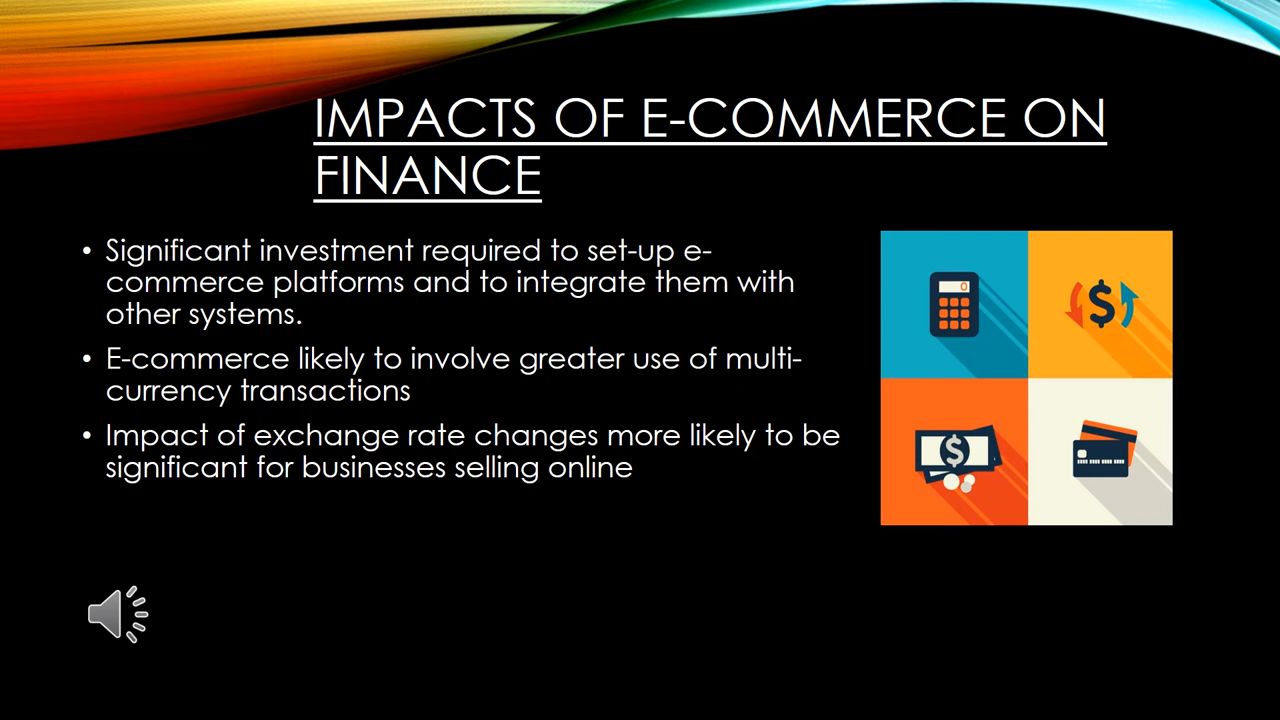 IMPACTS OF E-COMMERCE ON
FINANCE
• Significant investment required to set-up e-
commerce platforms and to integrate them with
other systems.
• E-commerce likely to involve greater use of multi-
currency transactions
• Impact of exchange rate changes more likely to be
significant for businesses selling online
0
$
$